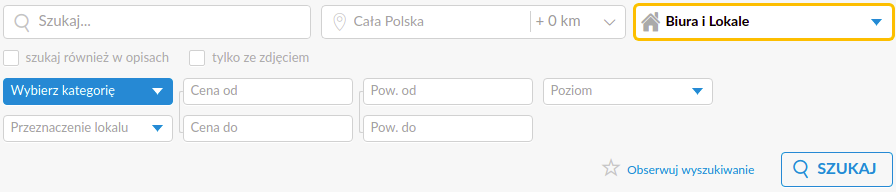 Szukaj... Cała Polska + 0 km Biura i Lokale
szukaj również w opisach tylko ze zdjęciem
Wybierz kategorię Cena od Pow. od Poziom
Przeznaczenie lokalu Cena do Pow. do
Obserwuj wyszukiwanie SZUKAJ